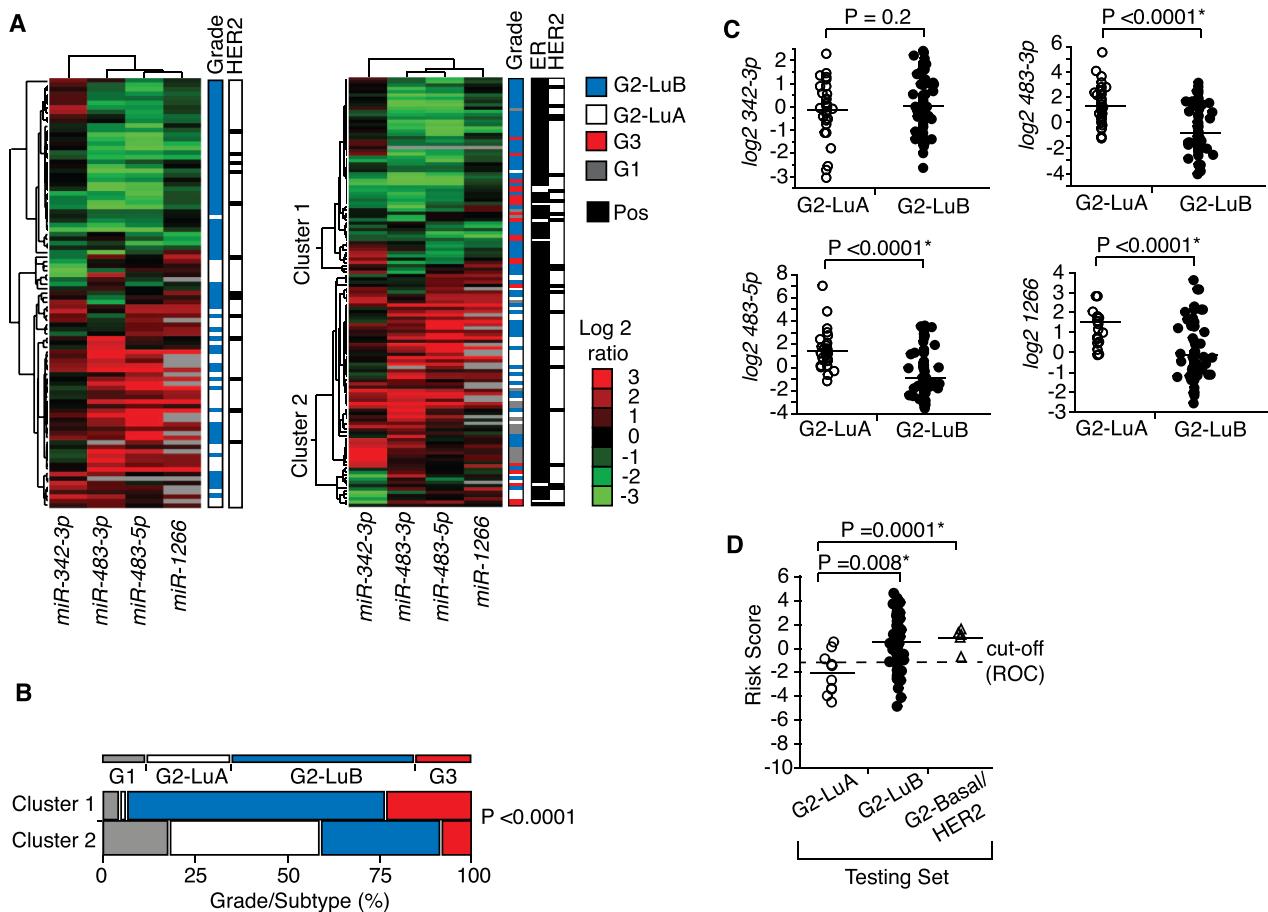 A
Grade
HER2
Grade
ER
HER2
G2-LuB
G2-LuA
G3
G1
Pos
Cluster 1
Cluster 2
Log 2
ratio
3
2
1
0
-1
-2
-3
miR-342-3p
miR-483-3p
miR-483-5p
miR-1266
miR-342-3p
miR-483-3p
miR-483-5p
miR-1266
B
G1
G2-LuA
G2-LuB
G3
Cluster 1
Cluster 2
P <0.0001
0
25
50
75
100
Grade/Subtype (%)
C
P = 0.2
log2 342-3p
2
1
0
-1
-3
G2-LuA
G2-LuB
P <0.0001*
log2 483-3p
6
4
2
0
-2
-4
G2-LuA
G2-LuB
P <0.0001*
log2 483-5p
8
6
4
2
0
-2
-4
G2-LuA
G2-LuB
P <0.0001*
log2 1266
4
3
2
1
0
-1
-3
G2-LuA
G2-LuB
D
P =0.0001*
P =0.008*
Risk Score
6
4
2
0
-2
-4
-6
-8
-10
cut-off
(ROC)
G2-LuA
G2-LuB
G2-Basal/
HER2
Testing Set